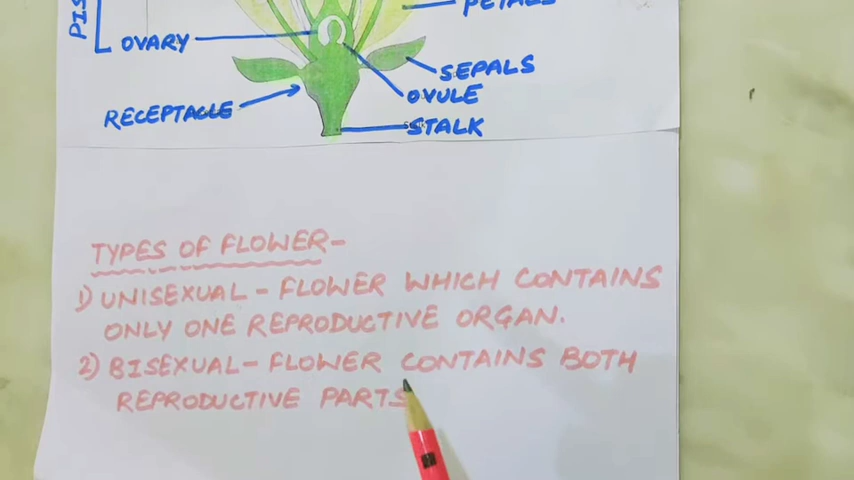 PETALS
PIS
OVARY
SEPALS
OVULE
RECEPTACLE
STALK
TYPES OF FLOWER-
1) UNISEXUAL - FLOWER WHICH CONTAINS
ONLY ONE REPRODUCTIVE ORGAN.
2) BISEXUAL - FLOWER CONTAINS BOTH
REPRODUCTIVE PARTS